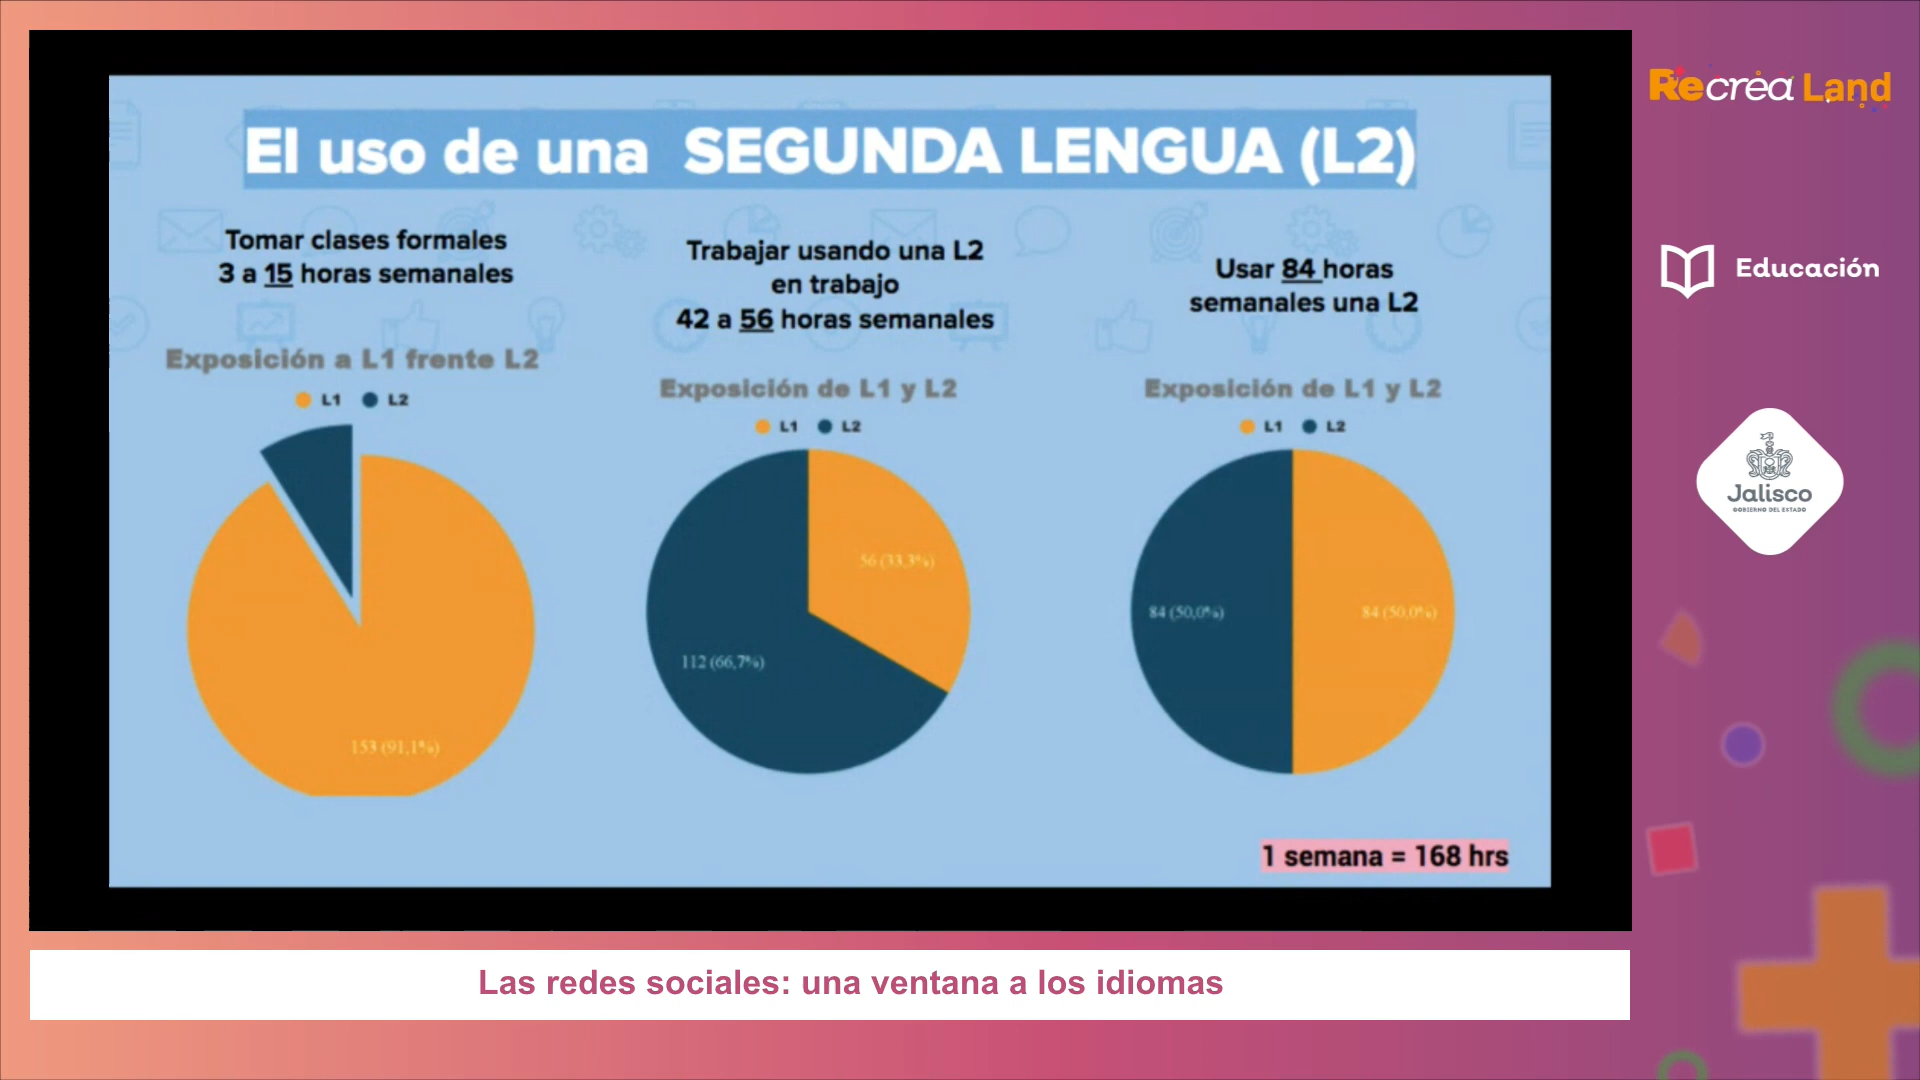 El uso de una SEGUNDA LENGUA (L2)
Tomar clases formales
3 a 15 horas semanales
Exposición a L1 frente L2
L1 L2
153 (91,1%)
Trabajar usando una L2
en trabajo
42 a 56 horas semanales
Exposición de L1 y L2
L1 L2
56 (33,3%)
112 (66,7%)
Usar 84 horas
semanales una L2
Exposición de L1 y L2
L1 L2
84 (50,0%)
84 (50,0%)
1 semana = 168 hrs
Recrea Land
Educación
Jalisco
GOBIERNO DEL ESTADO
Las redes sociales: una ventana a los idiomas